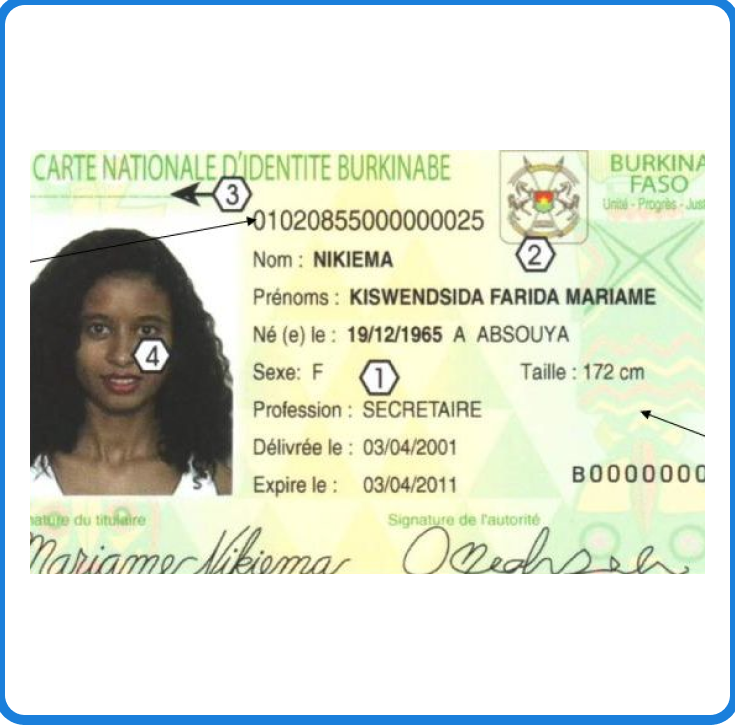 CARTE NATIONALE D'IDENTITE BURKINABE
BURKINA
FASO
Unité - Progrès - Just
3
01020855000000025
2
Nom : NIKIEMA
Prénoms : KISWENDSIDA FARIDA MARIAME
Né (e) le : 19/12/1965 A ABSOUYA
4
Sexe: F
1
Taille : 172 cm
Profession : SECRETAIRE
Délivrée le : 03/04/2001
Expire le : 03/04/2011
B0000000
nature du titulaire
Signature de l'autorité
Mariame Nikiema